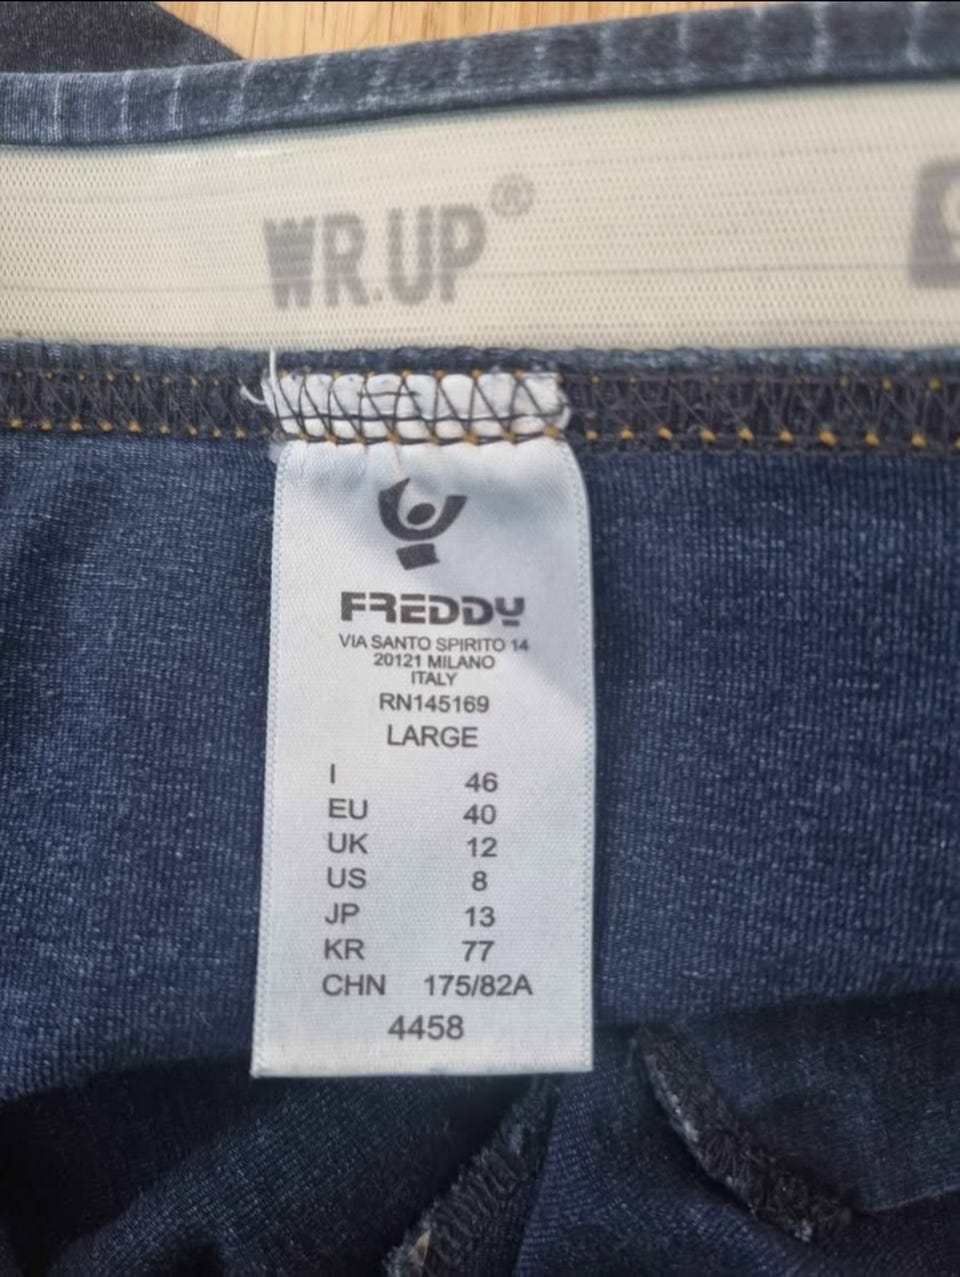 WR.UP®
FREDDY
VIA SANTO SPIRITO 14
20121 MILANO
ITALY
RN145169
LARGE
I 46
EU 40
UK 12
US 8
JP 13
KR 77
CHN 175/82A
4458